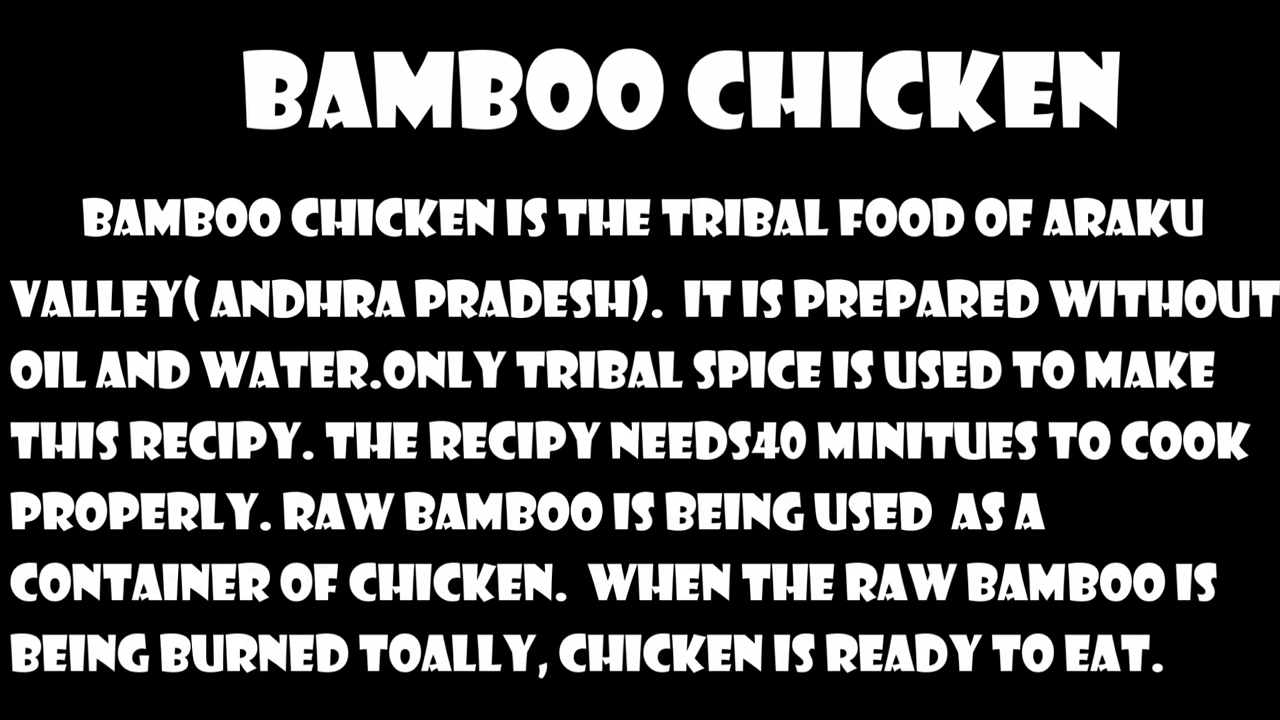 BAMBOO CHICKEN
BAMBOO CHICKEN IS THE TRIBAL FOOD OF ARAKU
VALLEY( ANDHRA PRADESH).  IT IS PREPARED WITHOUT
OIL AND WATER.ONLY TRIBAL SPICE IS USED TO MAKE
THIS RECIPY. THE RECIPY NEEDS40 MINITUES TO COOK
PROPERLY. RAW BAMBOO IS BEING USED  AS A
CONTAINER OF CHICKEN.  WHEN THE RAW BAMBOO IS
BEING BURNED TOALLY, CHICKEN IS READY TO EAT.